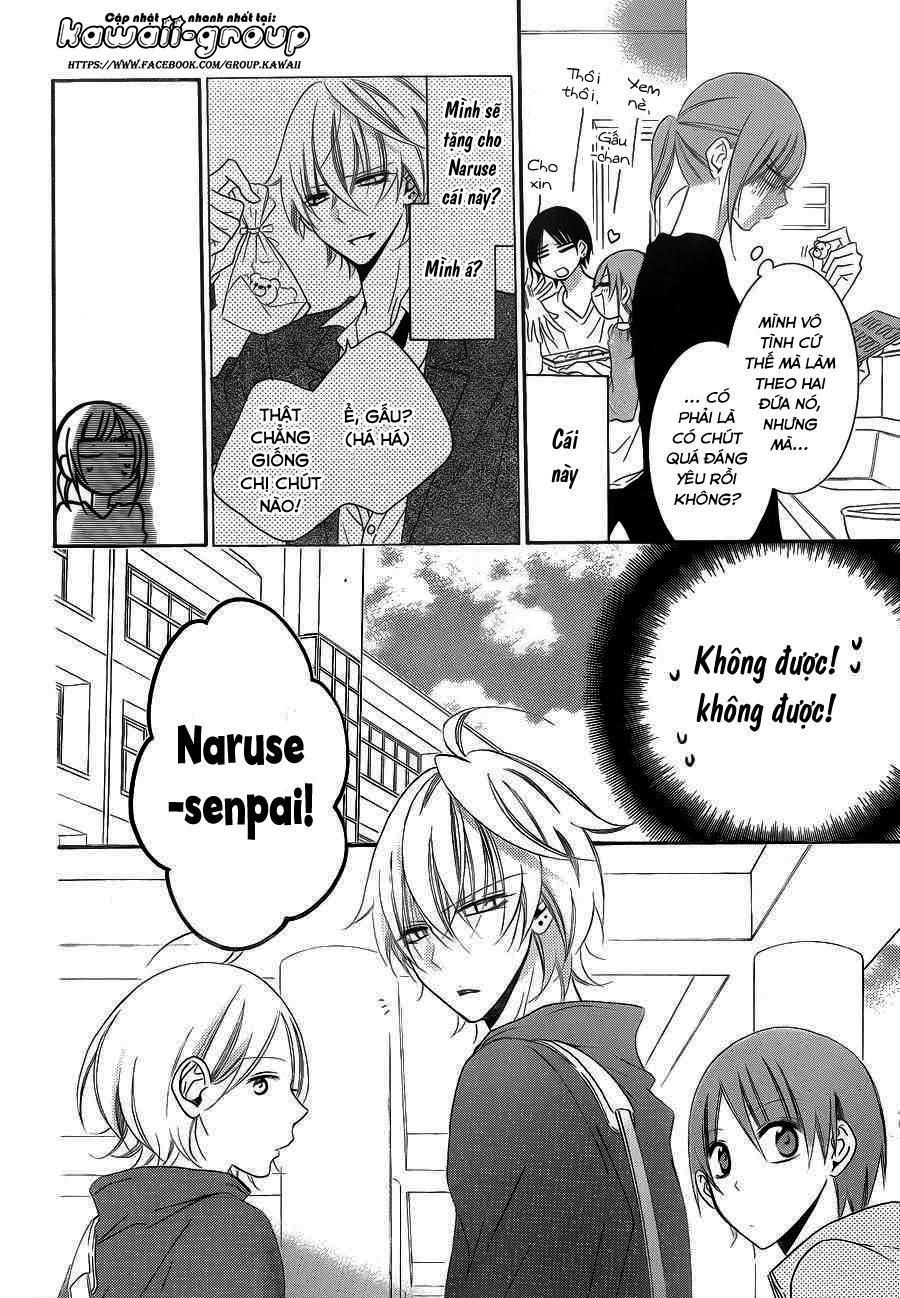 Cập nhật nhanh nhất tại:
kawaii-group
HTTPS://WWW.FACEBOOK.COM/GROUP.KAWAII
Xem
nè,
Gấu
chan
Thôi
thôi,
Cho
xin
MÌNH VÔ
TÌNH CỨ
THẾ MÀ LÀM
THEO HAI
ĐỨA NÓ,
NHƯNG
MÀ...
... CÓ
PHẢI LÀ
CÓ CHÚT
QUÁ ĐÁNG
YÊU RỒI
KHÔNG?
Cái
này
Mình sẽ
tặng cho
Naruse
cái này?
Mình á?
Ể, GẤU?
(HÁ HÁ)
THẬT
CHẲNG
GIỐNG
CHỊ CHÚT
NÀO!
Không được!
không được!
Naruse
-senpai!